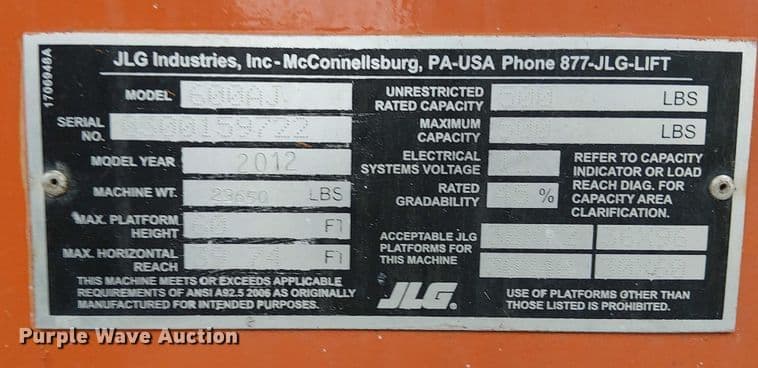 1706948A
JLG Industries, Inc-McConnellsburg, PA-USA Phone 877-JLG-LIFT
MODEL 600AJ
SERIAL NO. 0300159722
MODEL YEAR 2012
MACHINE WT. 23650 LBS
MAX. PLATFORM HEIGHT 60 FT
MAX. HORIZONTAL REACH FT
THIS MACHINE MEETS OR EXCEEDS APPLICABLE
REQUIREMENTS OF ANSI A92.5 2006 AS ORIGINALLY
MANUFACTURED FOR INTENDED PURPOSES.
UNRESTRICTED RATED CAPACITY 500 LBS
MAXIMUM CAPACITY LBS
ELECTRICAL SYSTEMS VOLTAGE
RATED GRADABILITY %
REFER TO CAPACITY
INDICATOR OR LOAD
REACH DIAG. FOR
CAPACITY AREA
CLARIFICATION.
ACCEPTABLE JLG
PLATFORMS FOR
THIS MACHINE
JLG®
USE OF PLATFORMS OTHER THAN
THOSE LISTED IS PROHIBITED.
Purple Wave Auction